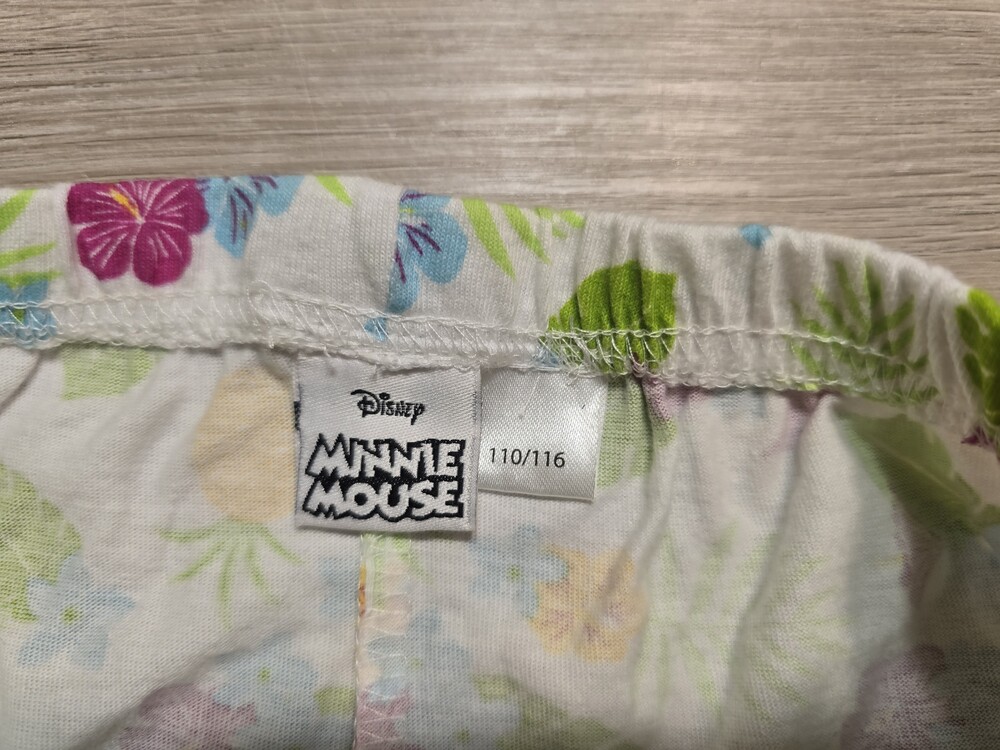 Disney
MINNIE
MOUSE
110/116